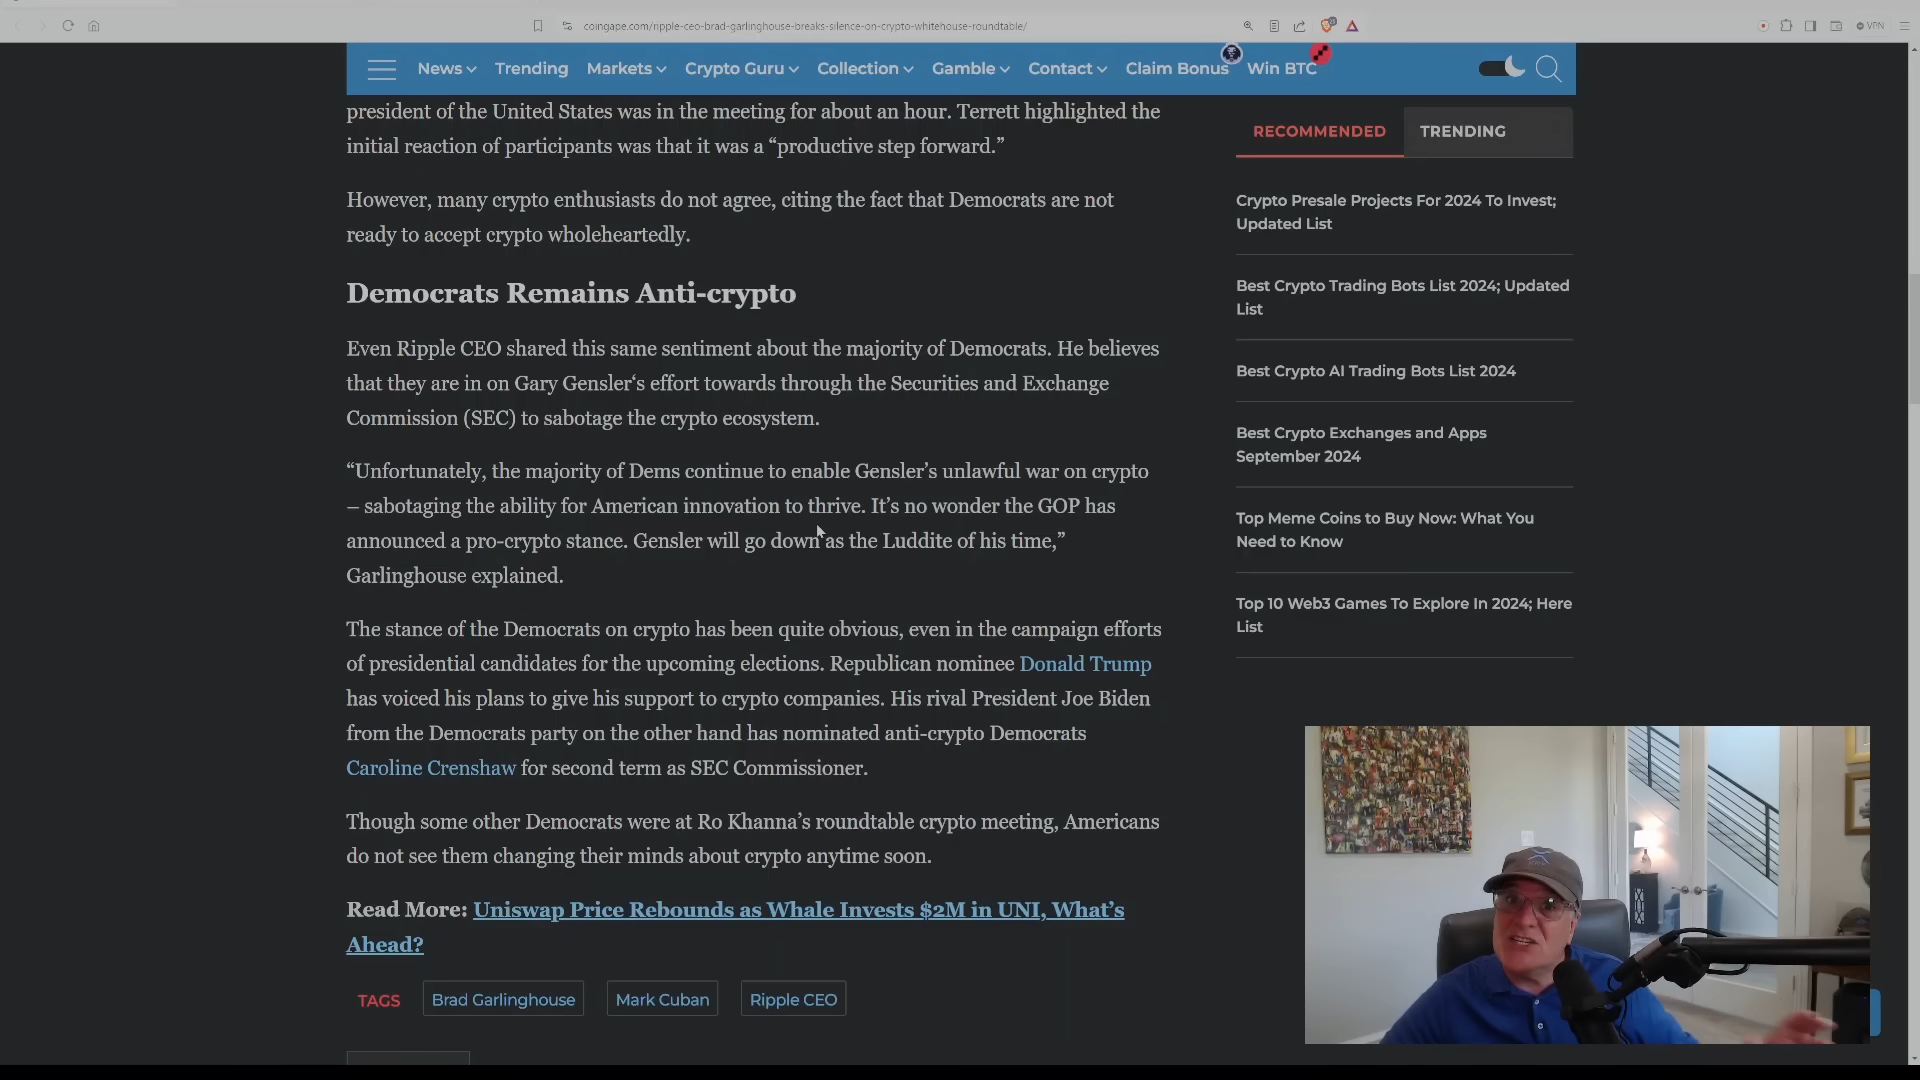 coingape.com/ripple-ceo-brad-garlinghouse-breaks-silence-on-crypto-whitehouse-roundtable/
VPN
News
Trending
Markets
Crypto Guru
Collection
Gamble
Contact
Claim Bonus
Win BTC
president of the United States was in the meeting for about an hour. Terrett highlighted the
initial reaction of participants was that it was a “productive step forward.”
However, many crypto enthusiasts do not agree, citing the fact that Democrats are not
ready to accept crypto wholeheartedly.
Democrats Remains Anti-crypto
Even Ripple CEO shared this same sentiment about the majority of Democrats. He believes
that they are in on Gary Gensler‘s effort towards through the Securities and Exchange
Commission (SEC) to sabotage the crypto ecosystem.
“Unfortunately, the majority of Dems continue to enable Gensler’s unlawful war on crypto
– sabotaging the ability for American innovation to thrive. It’s no wonder the GOP has
announced a pro-crypto stance. Gensler will go down as the Luddite of his time,”
Garlinghouse explained.
The stance of the Democrats on crypto has been quite obvious, even in the campaign efforts
of presidential candidates for the upcoming elections. Republican nominee Donald Trump
has voiced his plans to give his support to crypto companies. His rival President Joe Biden
from the Democrats party on the other hand has nominated anti-crypto Democrats
Caroline Crenshaw for second term as SEC Commissioner.
Though some other Democrats were at Ro Khanna’s roundtable crypto meeting, Americans
do not see them changing their minds about crypto anytime soon.
Read More: Uniswap Price Rebounds as Whale Invests $2M in UNI, What’s
Ahead?
TAGS
Brad Garlinghouse
Mark Cuban
Ripple CEO
RECOMMENDED
TRENDING
Crypto Presale Projects For 2024 To Invest;
Updated List
Best Crypto Trading Bots List 2024; Updated
List
Best Crypto AI Trading Bots List 2024
Best Crypto Exchanges and Apps
September 2024
Top Meme Coins to Buy Now: What You
Need to Know
Top 10 Web3 Games To Explore In 2024; Here
List